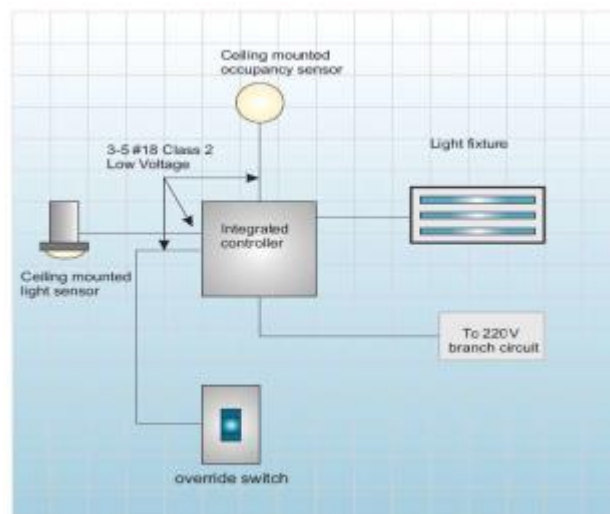 Ceiling mounted
occupancy sensor
3-5 #18 Class 2
Low Voltage
Light fixture
Integrated
controller
Ceiling mounted
light sensor
To 220V
branch circuit
override switch